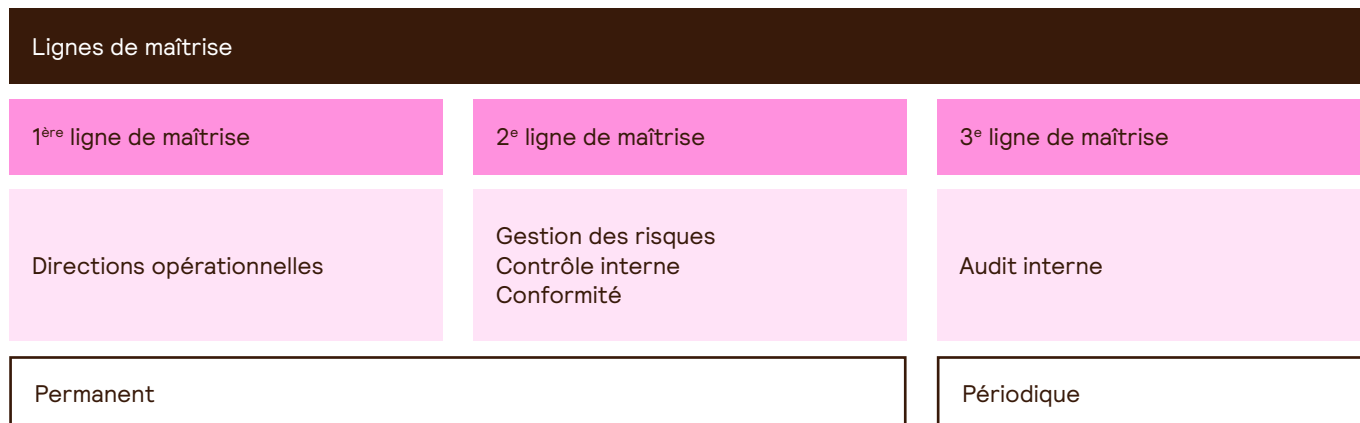 Lignes de maîtrise
1ère ligne de maîtrise
2e ligne de maîtrise
3e ligne de maîtrise
Directions opérationnelles
Gestion des risques
Contrôle interne
Conformité
Audit interne
Permanent
Périodique